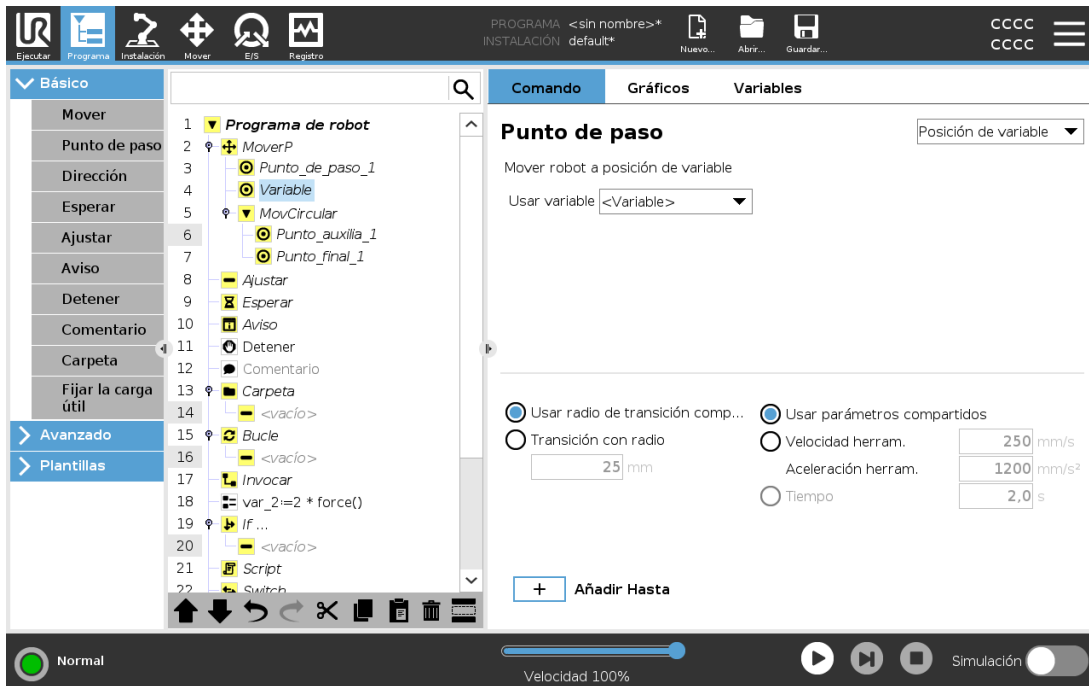 PROGRAMA <sin nombre>*
INSTALACIÓN default*
Ejecutar
Programa
Instalación
Mover
E/S
Registro
Nuevo...
Abrir...
Guardar...
CCCC
CCCC
Básico
Mover
Punto de paso
Dirección
Esperar
Ajustar
Aviso
Detener
Comentario
Carpeta
Fijar la carga
útil
Avanzado
Plantillas
1 Programa de robot
2 MoverP
3 Punto_de_paso_1
4 Variable
5 MovCircular
6 Punto_auxilia_1
7 Punto_final_1
8 Ajustar
9 Esperar
10 Aviso
11 Detener
12 Comentario
13 Carpeta
14 <vacío>
15 Bucle
16 <vacío>
17 Invocar
18 var_2:=2 * force()
19 If ...
20 <vacío>
21 Script
22 Switch
Comando Gráficos Variables
Punto de paso
Posición de variable
Mover robot a posición de variable
Usar variable <Variable>
Usar radio de transición comp...
Transición con radio
25 mm
Usar parámetros compartidos
Velocidad herram. 250 mm/s
Aceleración herram. 1200 mm/s²
Tiempo 2,0 s
+ Añadir Hasta
Normal
Velocidad 100%
Simulación